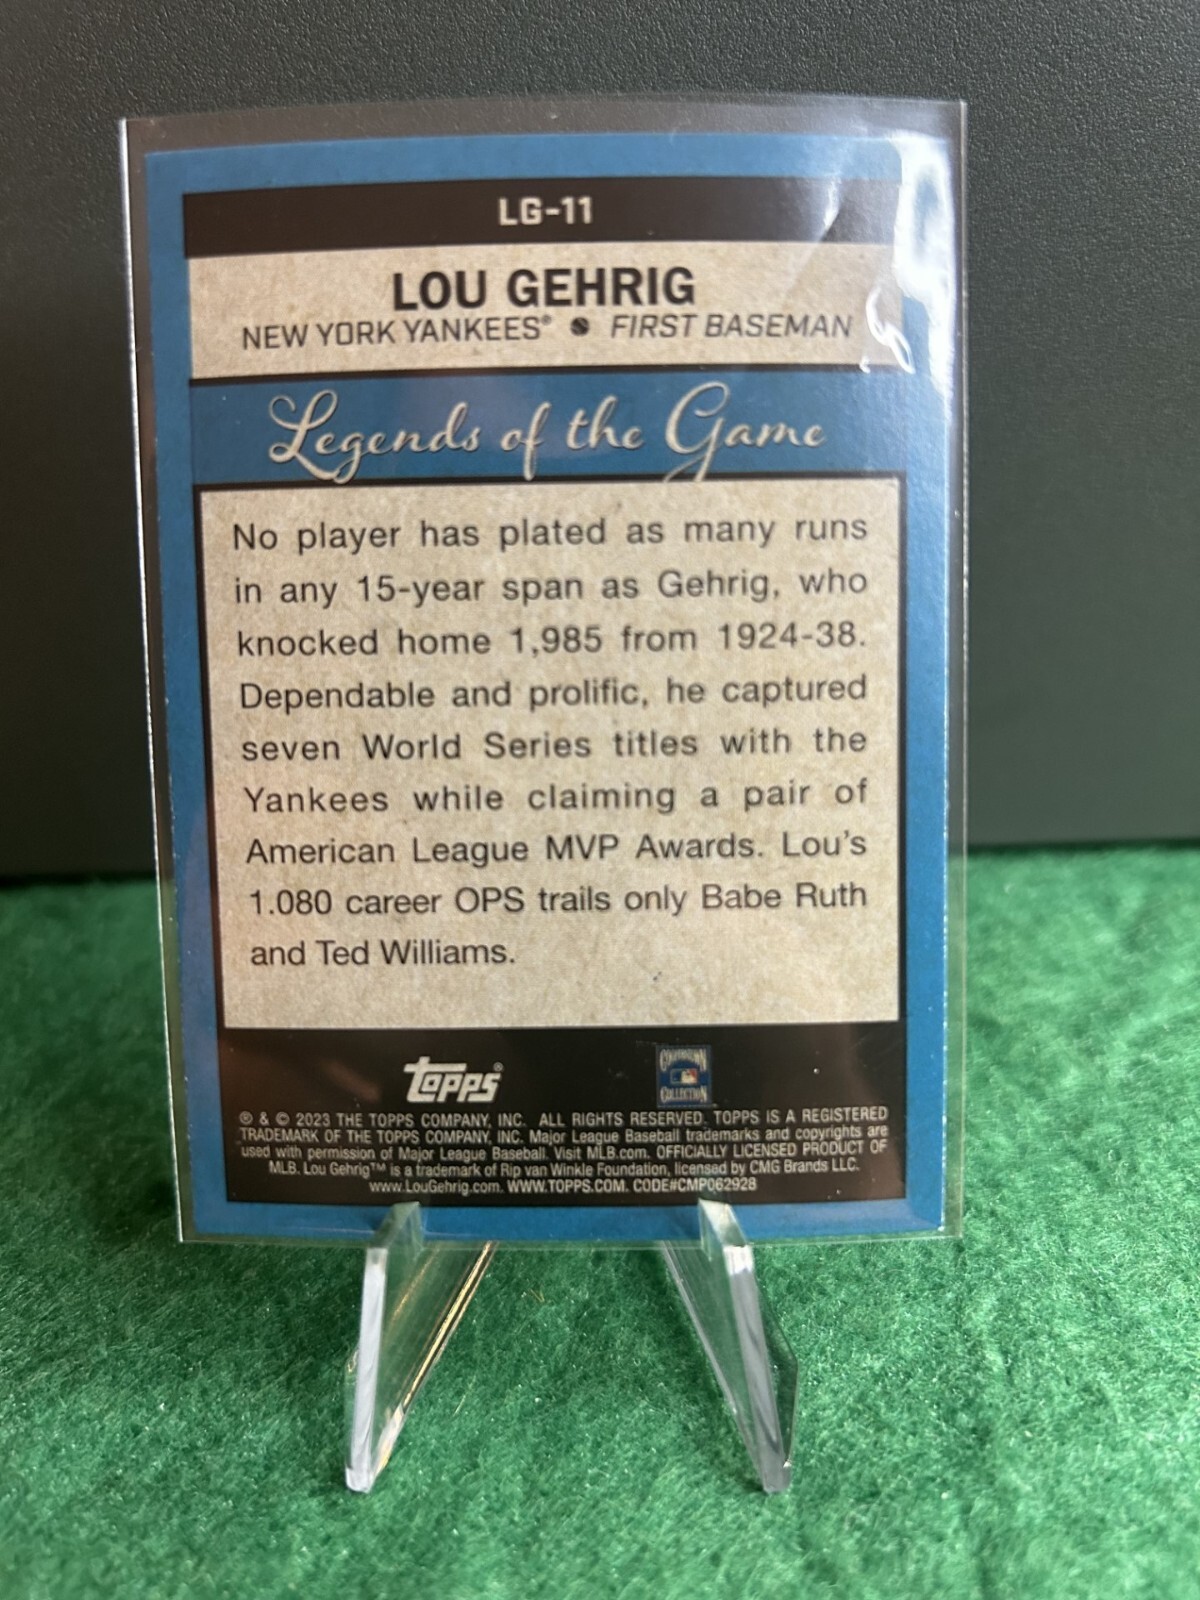 LG-11
LOU GEHRIG
NEW YORK YANKEES® • FIRST BASEMAN
Legends of the Game
No player has plated as many runs
in any 15-year span as Gehrig, who
knocked home 1,985 from 1924-38.
Dependable and prolific, he captured
seven World Series titles with the
Yankees while claiming a pair of
American League MVP Awards. Lou's
1.080 career OPS trails only Babe Ruth
and Ted Williams.
topps®
COOPERSTOWN
COLLECTION
® & © 2023 THE TOPPS COMPANY, INC. ALL RIGHTS RESERVED. TOPPS IS A REGISTERED
TRADEMARK OF THE TOPPS COMPANY, INC. Major League Baseball trademarks and copyrights are
used with permission of Major League Baseball. Visit MLB.com. OFFICIALLY LICENSED PRODUCT OF
MLB. Lou Gehrig™ is a trademark of Rip van Winkle Foundation, licensed by CMG Brands LLC.
www.LouGehrig.com. WWW.TOPPS.COM. CODE#CMP062928